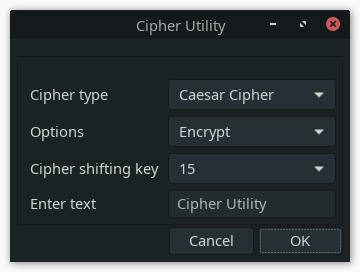 Cipher Utility
Cipher type Caesar Cipher
Options Encrypt
Cipher shifting key 15
Enter text Cipher Utility
Cancel OK